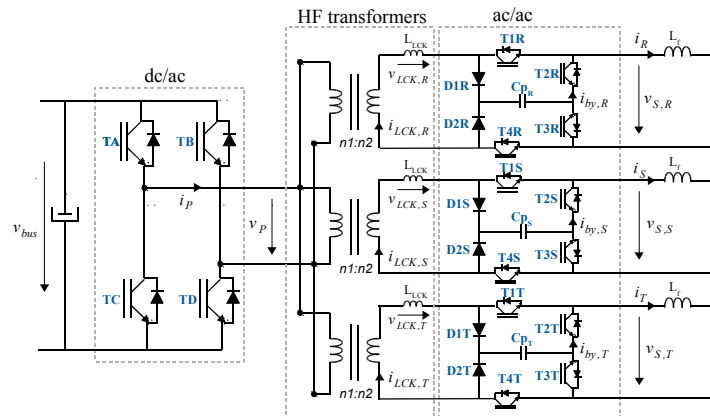 HF transformers
ac/ac
dc/ac
L_LCK
T1R
i_R
L_f
v_LCK,R
D1R
T2R
Cp_R
i_by,R
v_S,R
TA
TB
n1:n2
i_LCK,R
D2R
T4R
T3R
L_LCK
T1S
i_S
L_f
i_P
v_LCK,S
D1S
T2S
v_bus
v_P
Cp_S
i_by,S
v_S,S
n1:n2
i_LCK,S
D2S
T4S
T3S
TC
TD
L_LCK
T1T
i_T
L_f
v_LCK,T
D1T
T2T
Cp_T
i_by,T
v_S,T
n1:n2
i_LCK,T
D2T
T4T
T3T